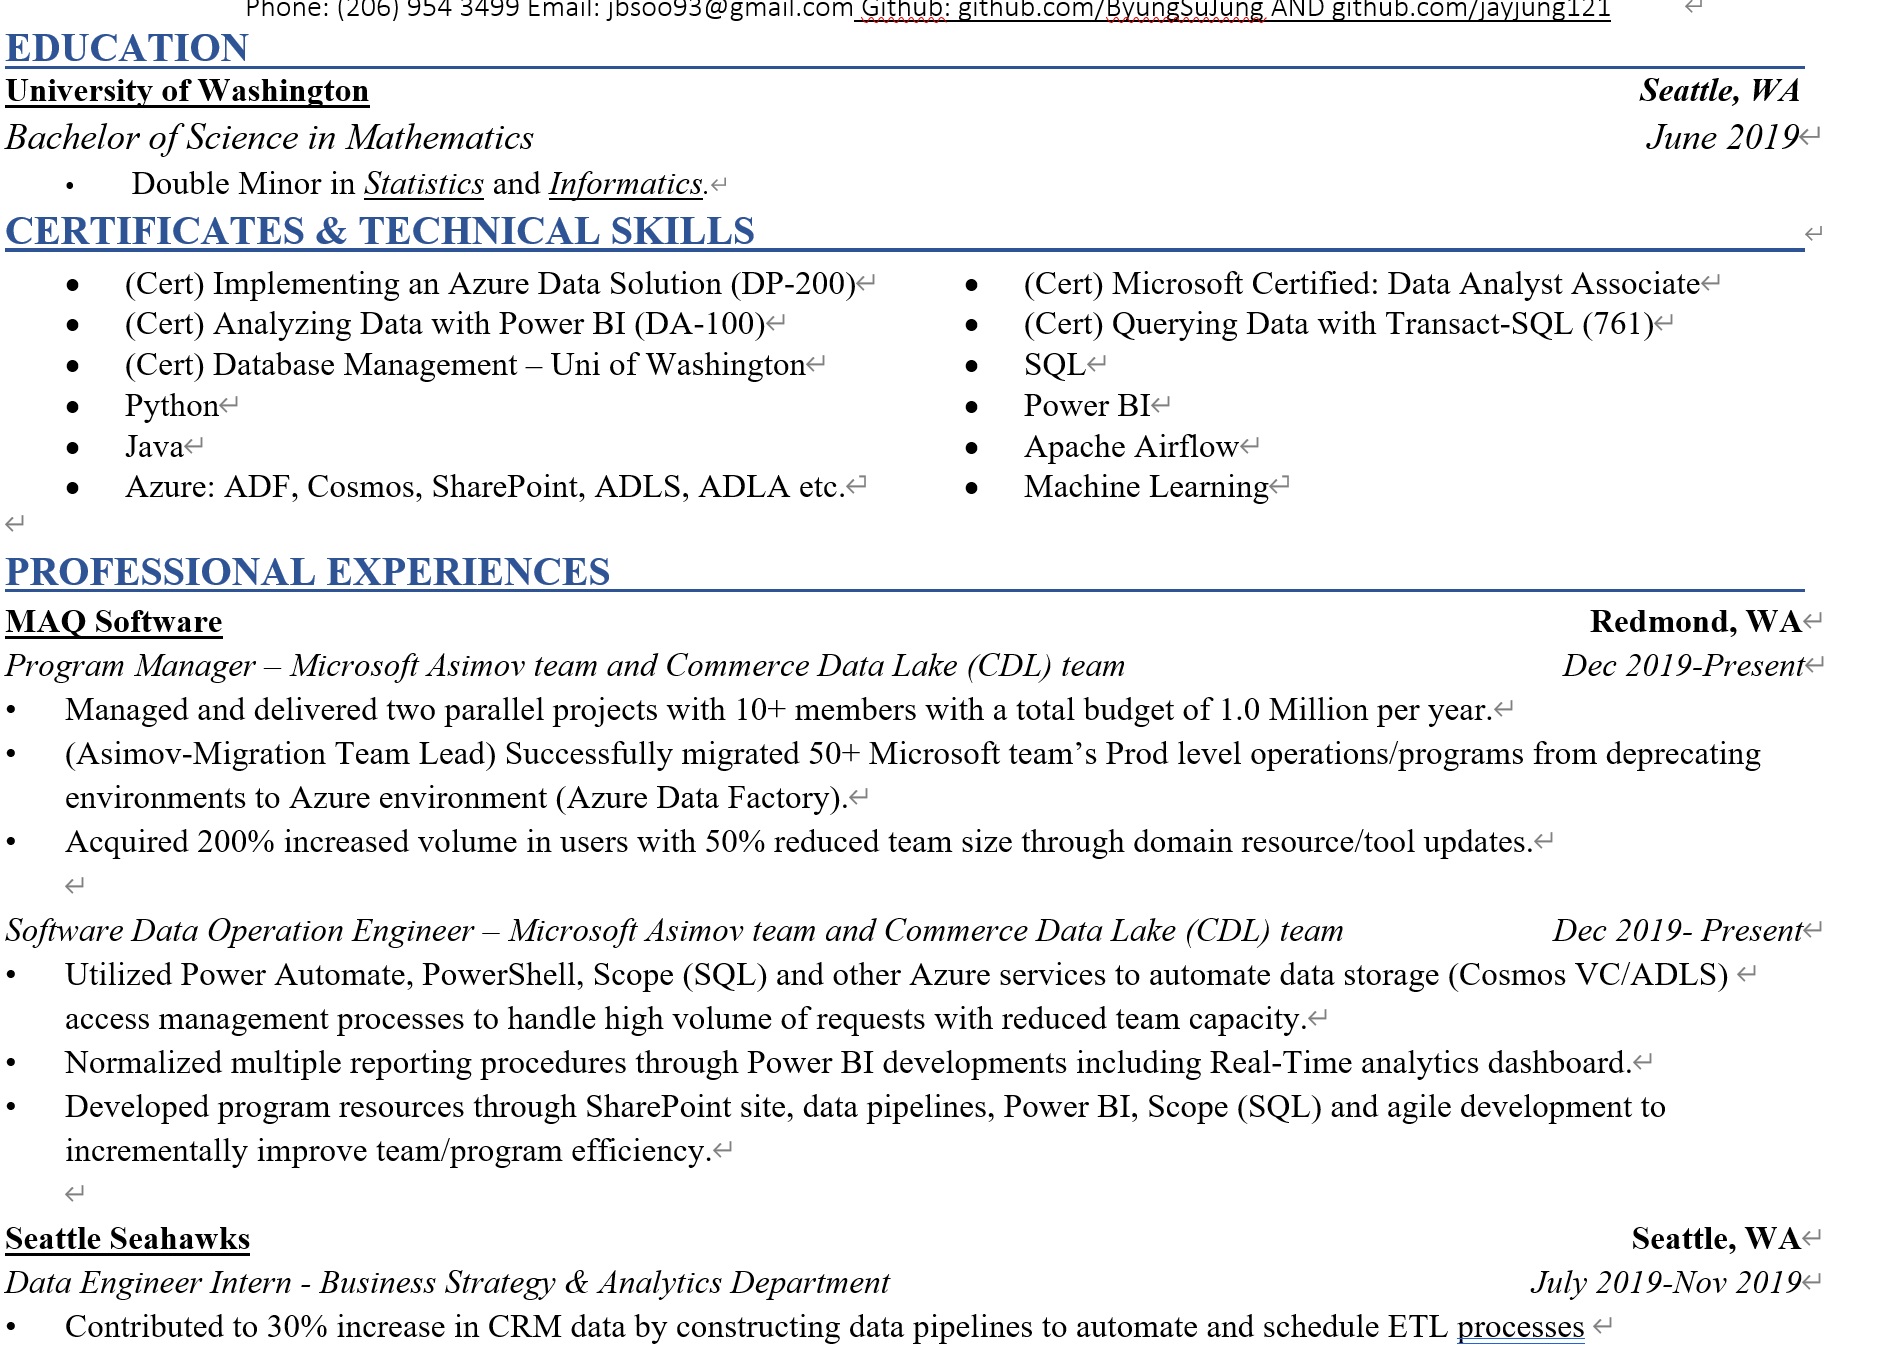 Phone: (206) 954 3499 Email: jbsoo93@gmail.com Github: github.com/ByungSuJung AND github.com/jayjung121
EDUCATION
University of Washington Seattle, WA
Bachelor of Science in Mathematics June 2019
• Double Minor in Statistics and Informatics.
CERTIFICATES & TECHNICAL SKILLS
• (Cert) Implementing an Azure Data Solution (DP-200)
• (Cert) Analyzing Data with Power BI (DA-100)
• (Cert) Database Management – Uni of Washington
• Python
• Java
• Azure: ADF, Cosmos, SharePoint, ADLS, ADLA etc.
• (Cert) Microsoft Certified: Data Analyst Associate
• (Cert) Querying Data with Transact-SQL (761)
• SQL
• Power BI
• Apache Airflow
• Machine Learning
PROFESSIONAL EXPERIENCES
MAQ Software Redmond, WA
Program Manager – Microsoft Asimov team and Commerce Data Lake (CDL) team Dec 2019-Present
• Managed and delivered two parallel projects with 10+ members with a total budget of 1.0 Million per year.
• (Asimov-Migration Team Lead) Successfully migrated 50+ Microsoft team’s Prod level operations/programs from deprecating
environments to Azure environment (Azure Data Factory).
• Acquired 200% increased volume in users with 50% reduced team size through domain resource/tool updates.
Software Data Operation Engineer – Microsoft Asimov team and Commerce Data Lake (CDL) team Dec 2019- Present
• Utilized Power Automate, PowerShell, Scope (SQL) and other Azure services to automate data storage (Cosmos VC/ADLS)
access management processes to handle high volume of requests with reduced team capacity.
• Normalized multiple reporting procedures through Power BI developments including Real-Time analytics dashboard.
• Developed program resources through SharePoint site, data pipelines, Power BI, Scope (SQL) and agile development to
incrementally improve team/program efficiency.
Seattle Seahawks Seattle, WA
Data Engineer Intern - Business Strategy & Analytics Department July 2019-Nov 2019
• Contributed to 30% increase in CRM data by constructing data pipelines to automate and schedule ETL processes